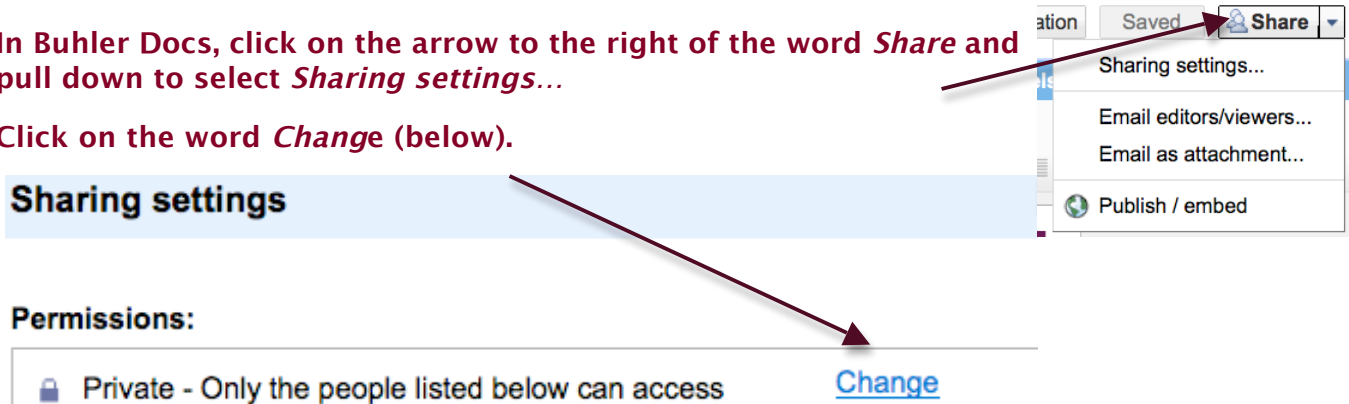 In Buhler Docs, click on the arrow to the right of the word Share and
pull down to select Sharing settings...
Click on the word Change (below).
ation Saved Share
Sharing settings...
Email editors/viewers...
Email as attachment...
Publish / embed
Sharing settings
Permissions:
Private - Only the people listed below can access Change